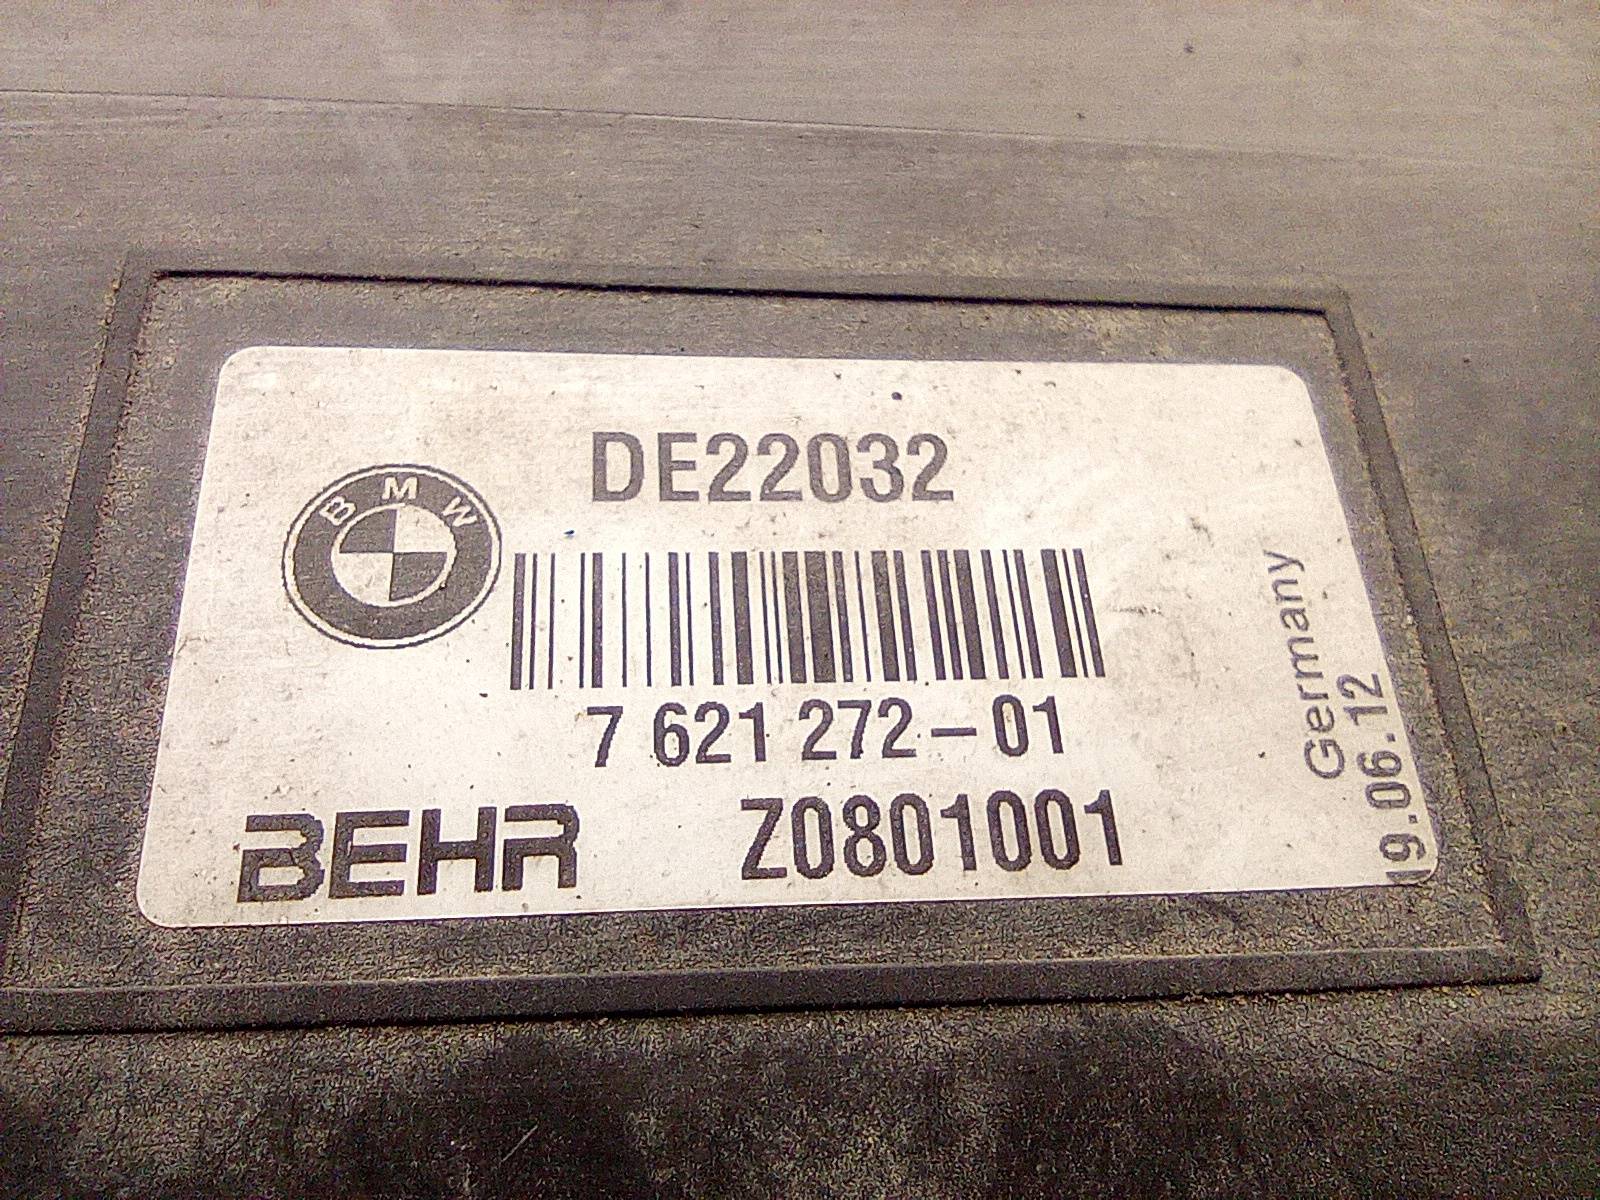 DE22032
BMW
7 621 272-01
BEHR Z0801001
Germany
19.06.12